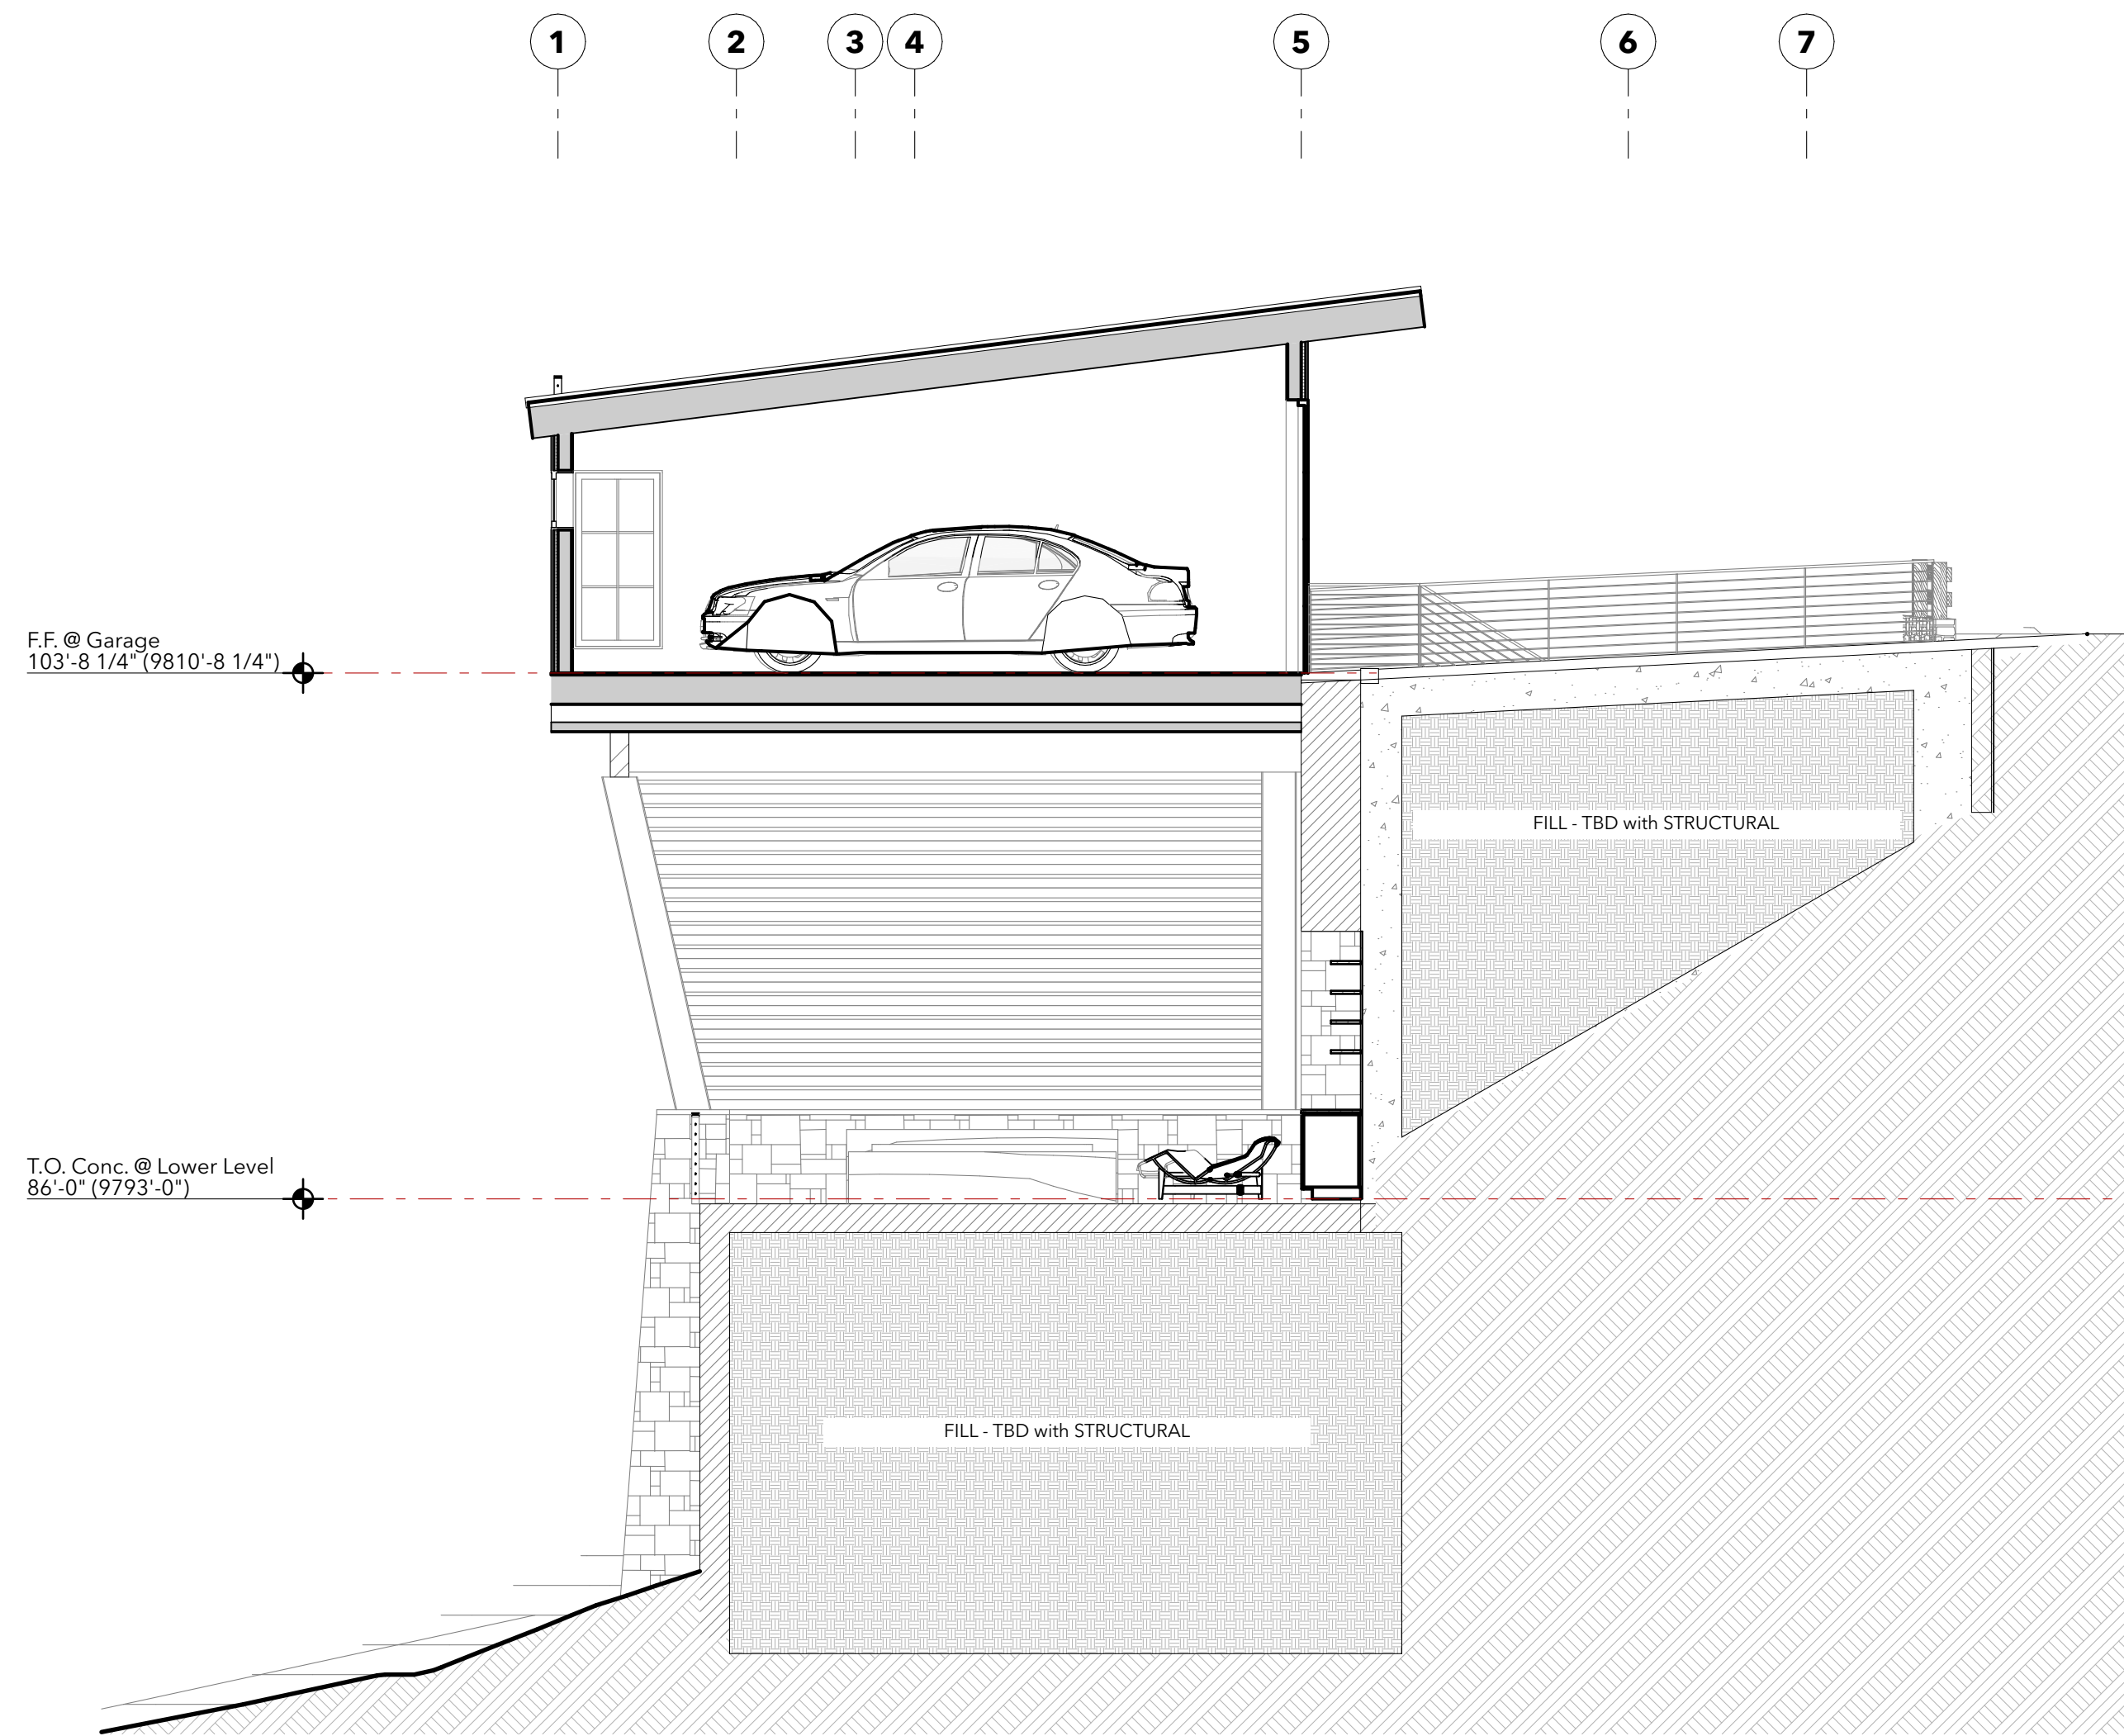 1 2 3 4 5 6 7
F.F. @ Garage
103'-8 1/4" (9810'-8 1/4")
FILL - TBD with STRUCTURAL
T.O. Conc. @ Lower Level
86'-0" (9793'-0")
FILL - TBD with STRUCTURAL